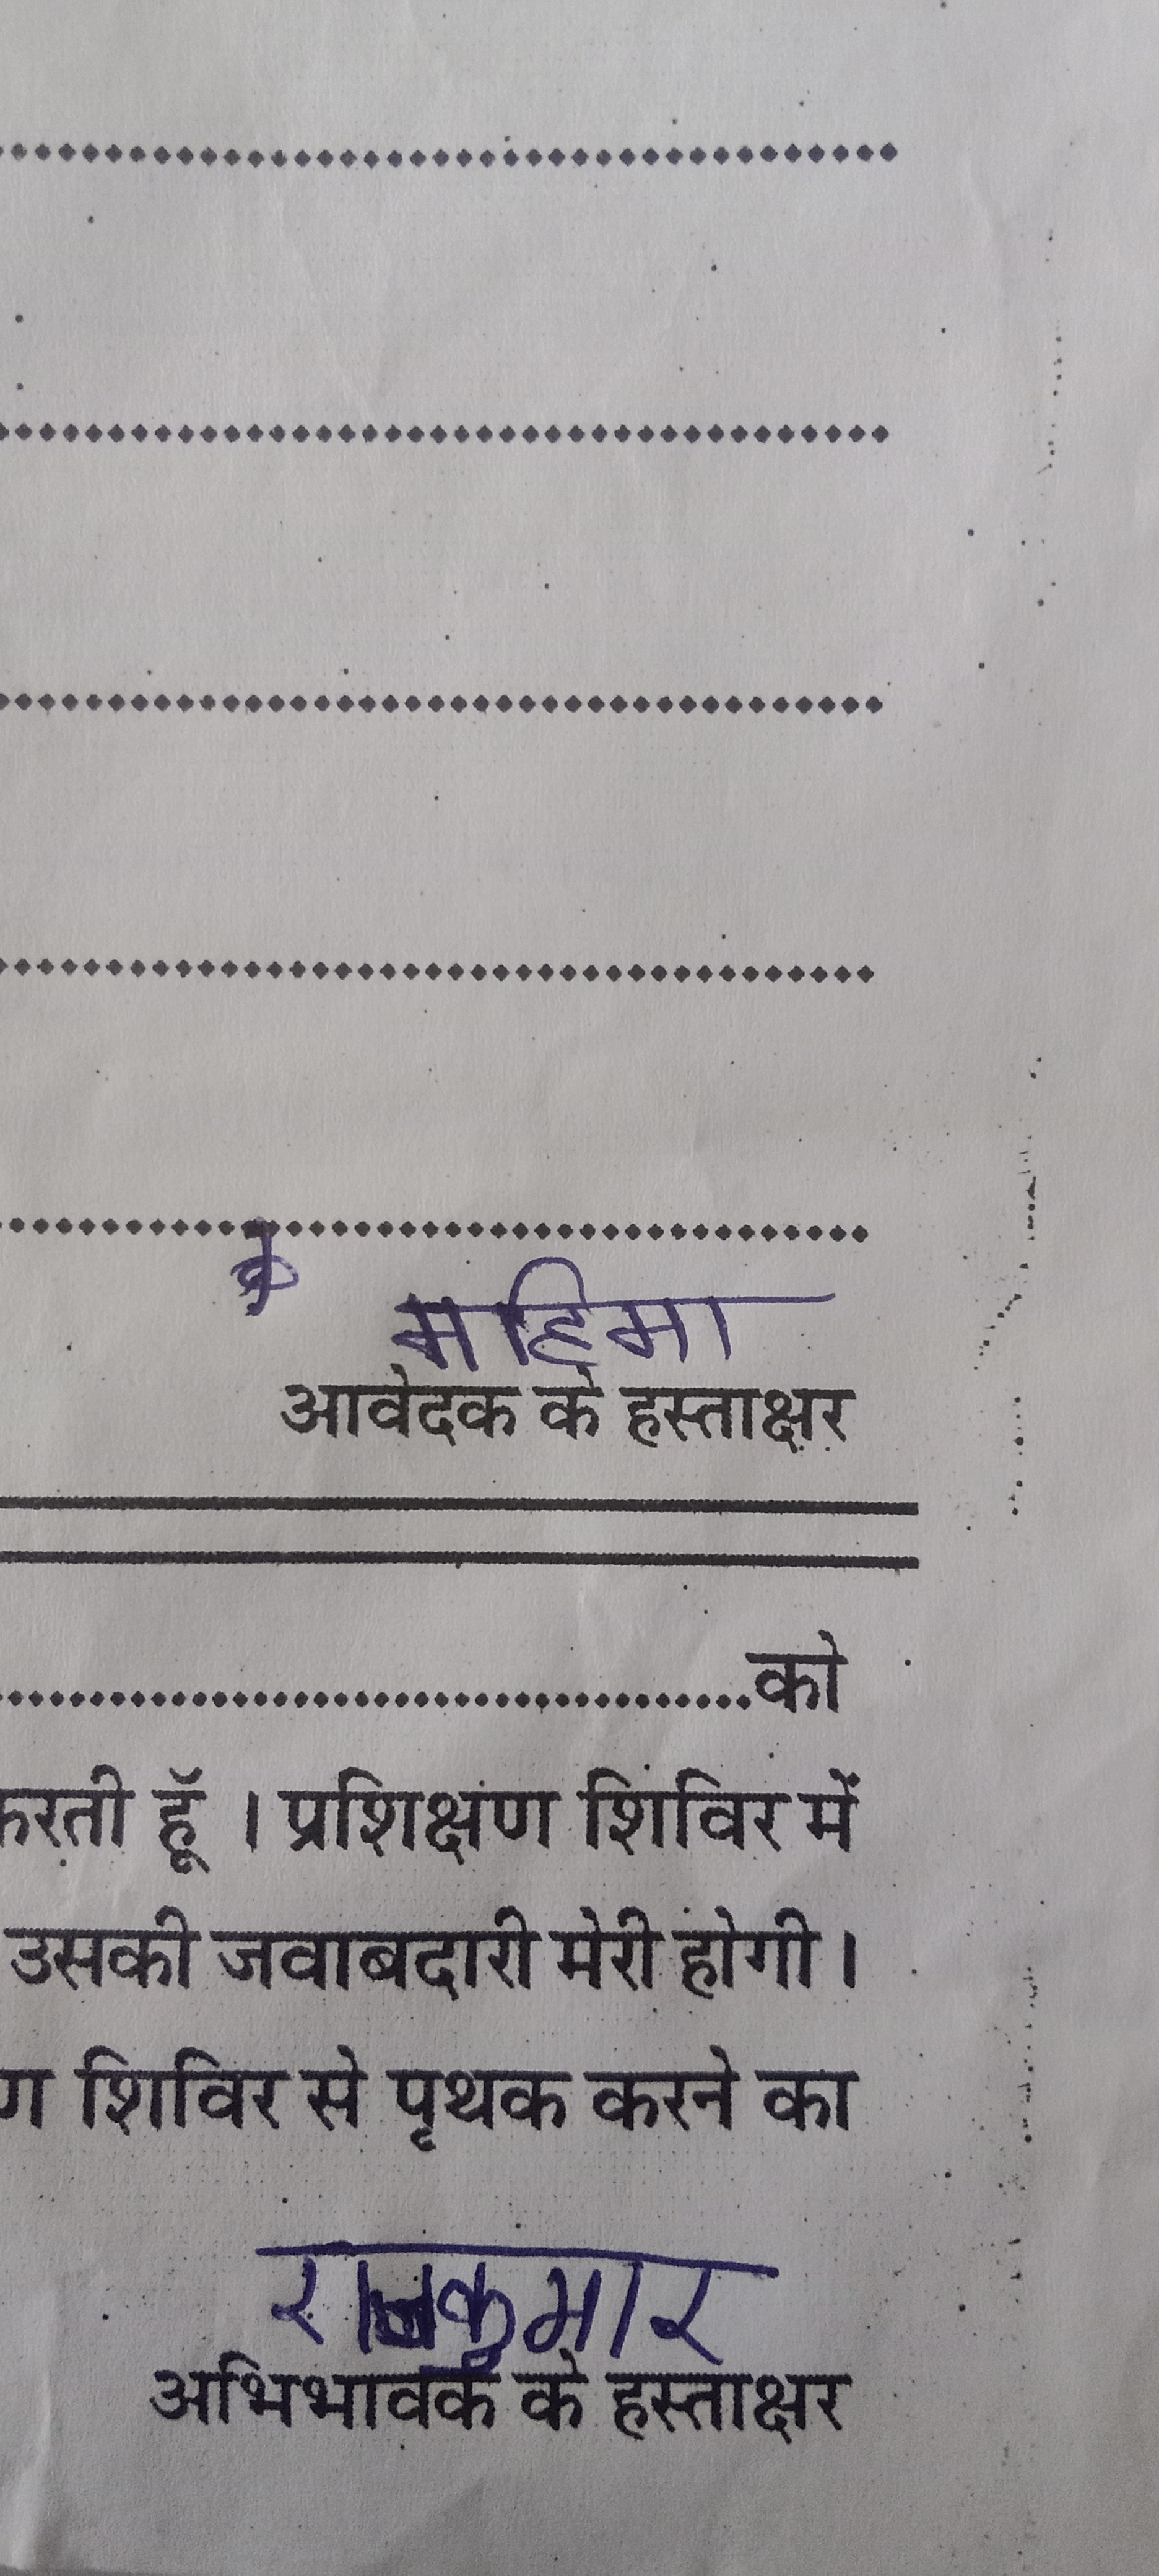 महिमा
आवेदक के हस्ताक्षर
को
करती हूॅ । प्रशिक्षण शिविर में
उसकी जवाबदारी मेरी होगी।
शिविर से पृथक करने का
राजकुमार
अभिभावक के हस्ताक्षर